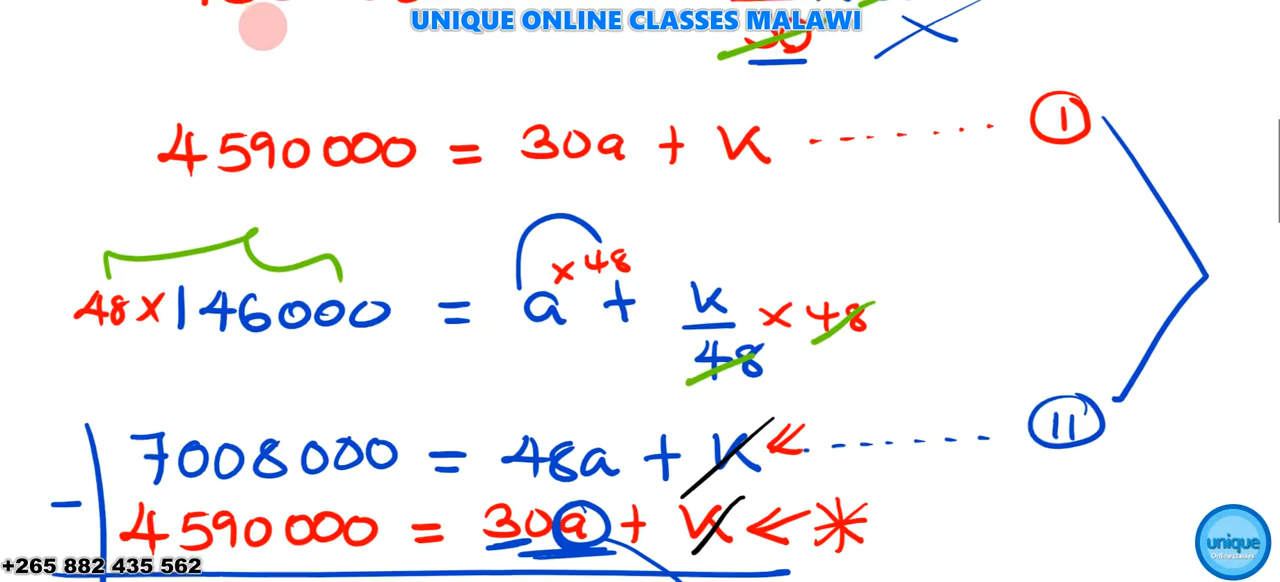 UNIQUE ONLINE CLASSES MALAWI
4590000 = 30a + K ........ (1)
48 × 146000 = a × 48 + K/48 × 48
7008000 = 48a + K ........ (11)
- 4590000 = 30a + K *
+265 882 435 562
unique
Online classes